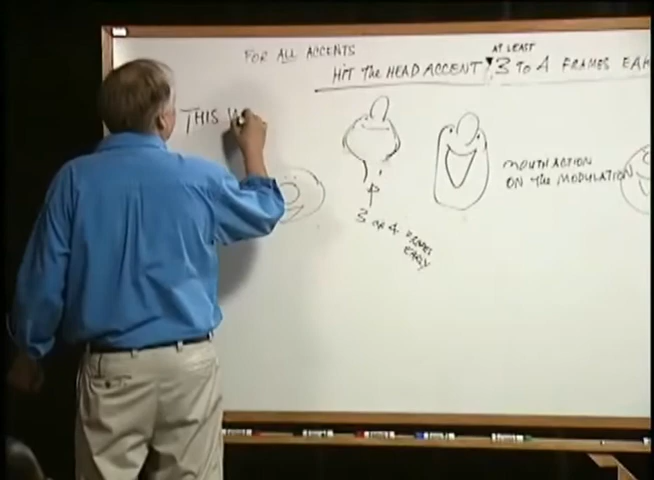 FOR ALL ACCENTS
AT LEAST
HIT THE HEAD ACCENT 3 TO 4 FRAMES
THIS
MOUTH ACTION
ON THE MODULATION
3 OR 4 FRAMES
EARLY